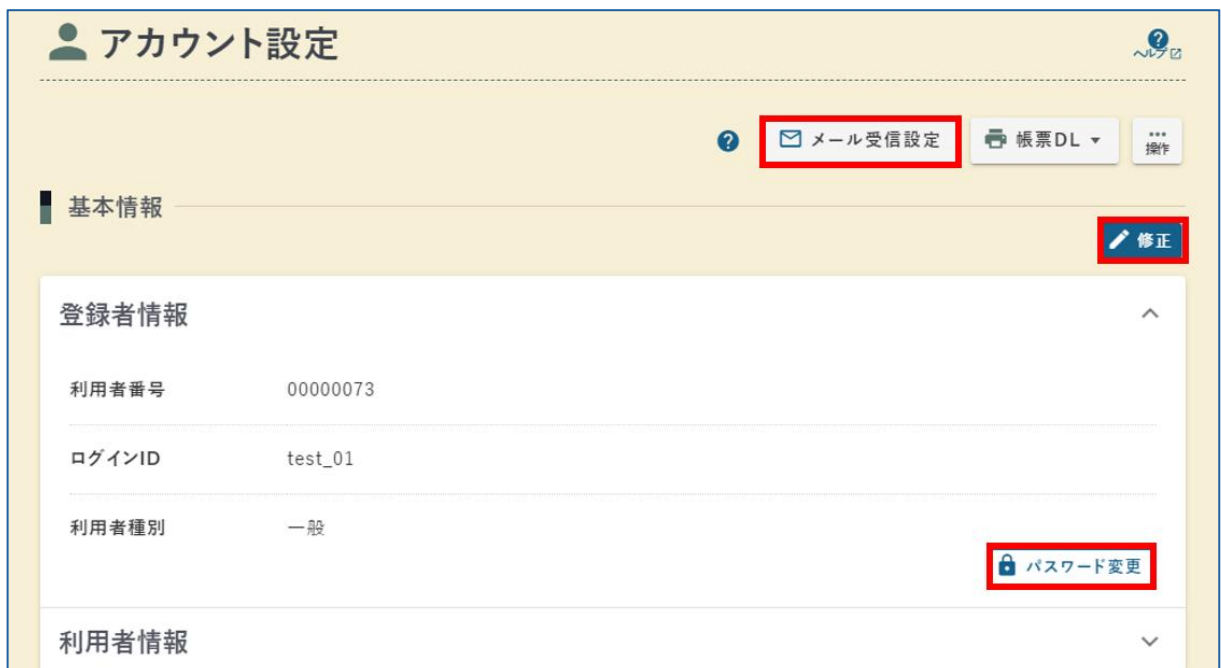 アカウント設定
?
ヘルプ
?
メール受信設定
帳票DL
操作
基本情報
修正
登録者情報
利用者番号 00000073
ログインID test_01
利用者種別 一般
パスワード変更
利用者情報